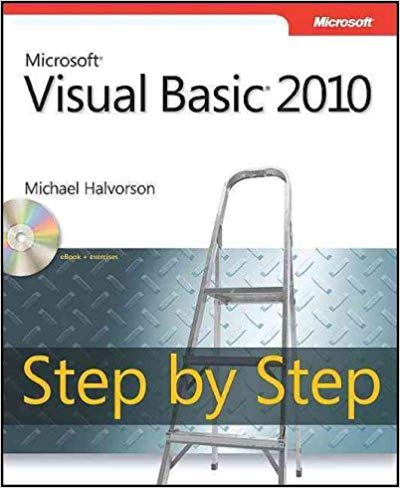 Microsoft
Microsoft®
Visual Basic® 2010
Michael Halvorson
eBook + exercises
Step by Step